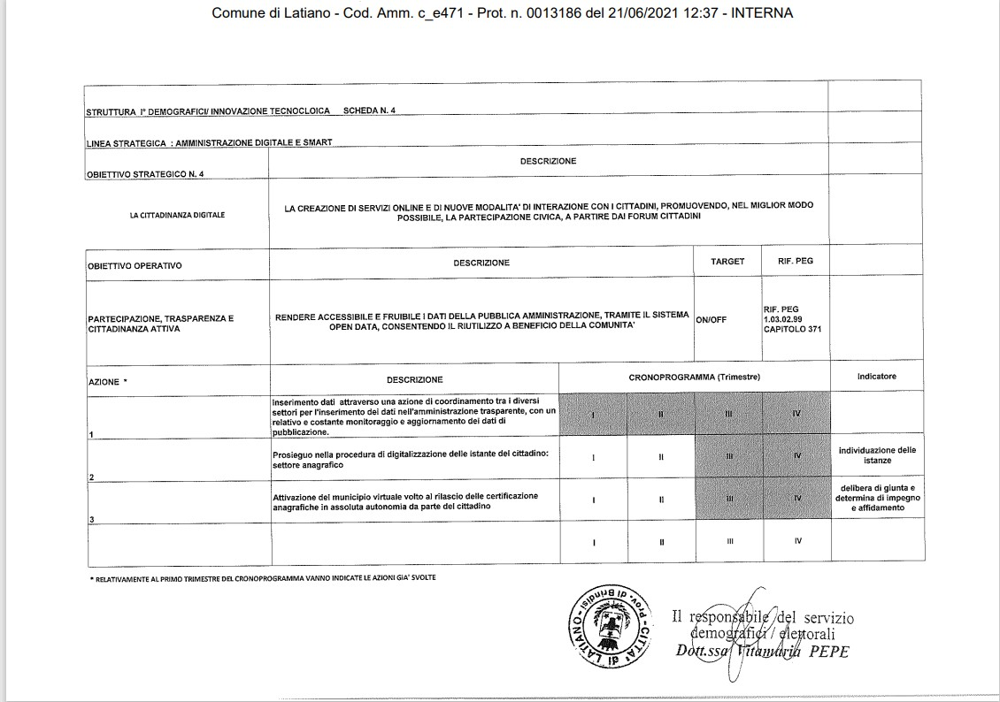 Comune di Latiano - Cod. Amm. c_e471 - Prot. n. 0013186 del 21/06/2021 12:37 - INTERNA
STRUTTURA I° DEMOGRAFICI/ INNOVAZIONE TECNOCLOICA SCHEDA N. 4
LINEA STRATEGICA : AMMINISTRAZIONE DIGITALE E SMART
OBIETTIVO STRATEGICO N. 4
DESCRIZIONE
LA CITTADINANZA DIGITALE
LA CREAZIONE DI SERVIZI ONLINE E DI NUOVE MODALITA' DI INTERAZIONE CON I CITTADINI, PROMUOVENDO, NEL MIGLIOR MODO
POSSIBILE, LA PARTECIPAZIONE CIVICA, A PARTIRE DAI FORUM CITTADINI
OBIETTIVO OPERATIVO
DESCRIZIONE
TARGET
RIF. PEG
PARTECIPAZIONE, TRASPARENZA E
CITTADINANZA ATTIVA
RENDERE ACCESSIBILE E FRUIBILE I DATI DELLA PUBBLICA AMMINISTRAZIONE, TRAMITE IL SISTEMA
OPEN DATA, CONSENTENDO IL RIUTILIZZO A BENEFICIO DELLA COMUNITA'
ON/OFF
RIF. PEG
1.03.02.99
CAPITOLO 371
AZIONE *
DESCRIZIONE
CRONOPROGRAMMA (Trimestre)
Indicatore
1
Inserimento dati attraverso una azione di coordinamento tra i diversi
settori per l'inserimento dei dati nell'amministrazione trasparente, con un
relativo e costante monitoraggio e aggiornamento dei dati di
pubblicazione.
I
II
III
IV
2
Prosieguo nella procedura di digitalizzazione delle istante del cittadino:
settore anagrafico
I
II
III
IV
individuazione delle
istanze
3
Attivazione del municipio virtuale volto al rilascio delle certificazione
anagrafiche in assoluta autonomia da parte del cittadino
I
II
III
IV
delibera di giunta e
determina di impegno
e affidamento
I
II
III
IV
* RELATIVAMENTE AL PRIMO TRIMESTRE DEL CRONOPROGRAMMA VANNO INDICATE LE AZIONI GIA' SVOLTE
CITTA' di LATIANO - Prov. di Brindisi -
Il responsabile del servizio
demografici / elettorali
Dott.ssa Vitamaria PEPE